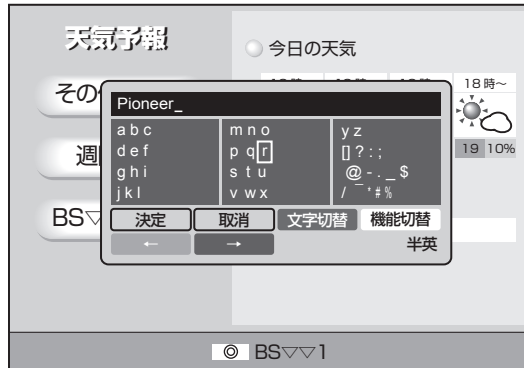 天気予報
今日の天気
その
18時～
Pioneer_
a b c
m n o
y z
d e f
p q r
[] ? : ;
19 10%
週
g h i
s t u
@ - . _ $
j k l
v w x
/ ‾ * # %
BS▽
決定
取消
文字切替
機能切替
←
→
半英
◎ BS▽▽1